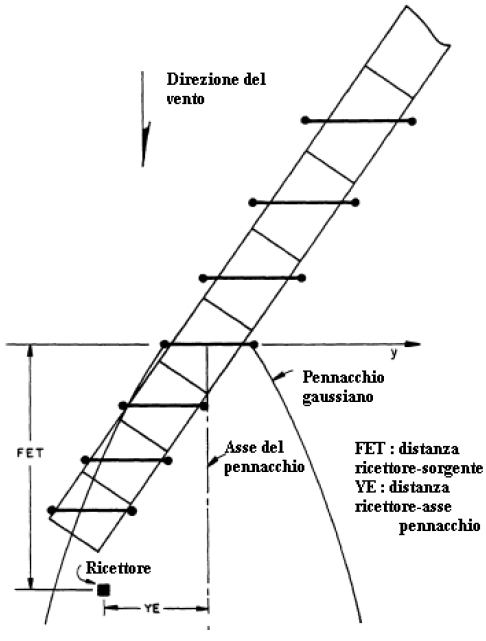 Direzione del
vento
y
Pennacchio
gaussiano
FET
Asse del
pennacchio
FET : distanza
ricettore-sorgente
YE : distanza
ricettore-asse
pennacchio
Ricettore
YE